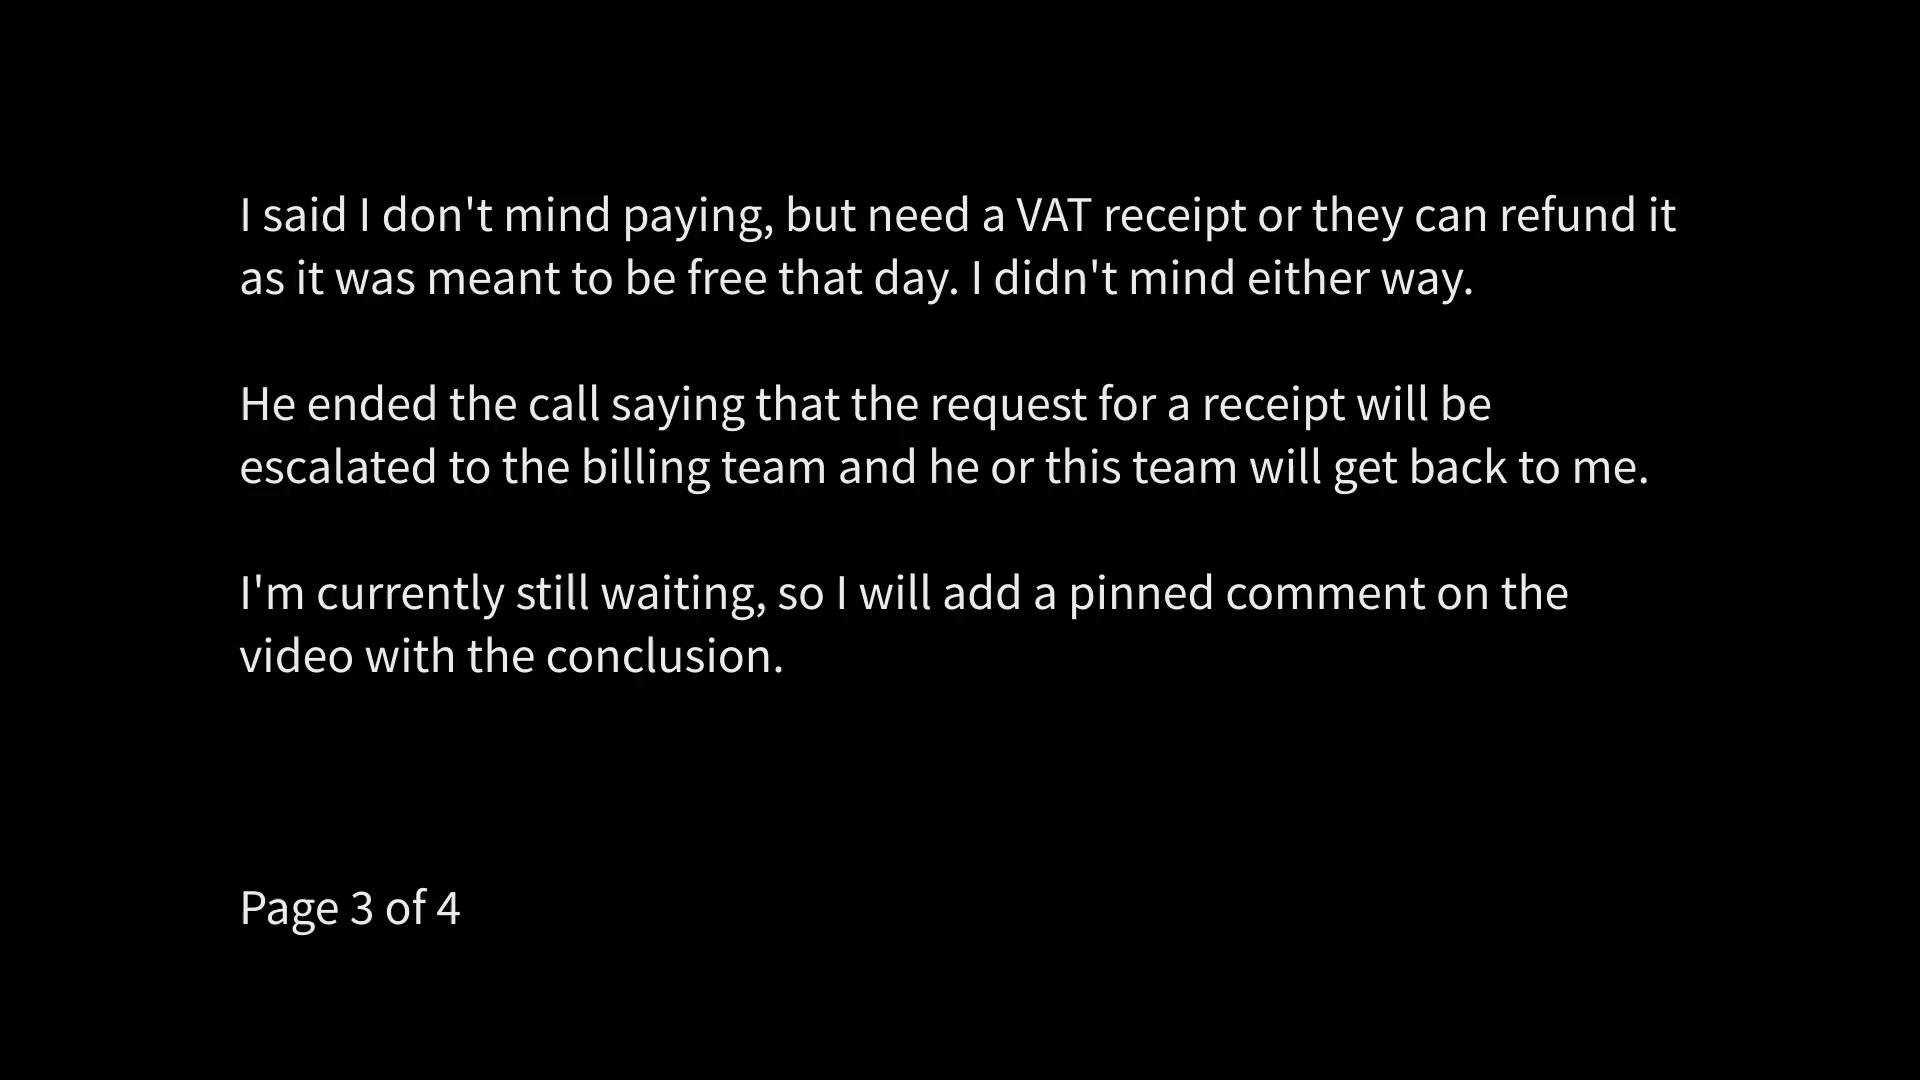 I said I don't mind paying, but need a VAT receipt or they can refund it
as it was meant to be free that day. I didn't mind either way.
He ended the call saying that the request for a receipt will be
escalated to the billing team and he or this team will get back to me.
I'm currently still waiting, so I will add a pinned comment on the
video with the conclusion.
Page 3 of 4